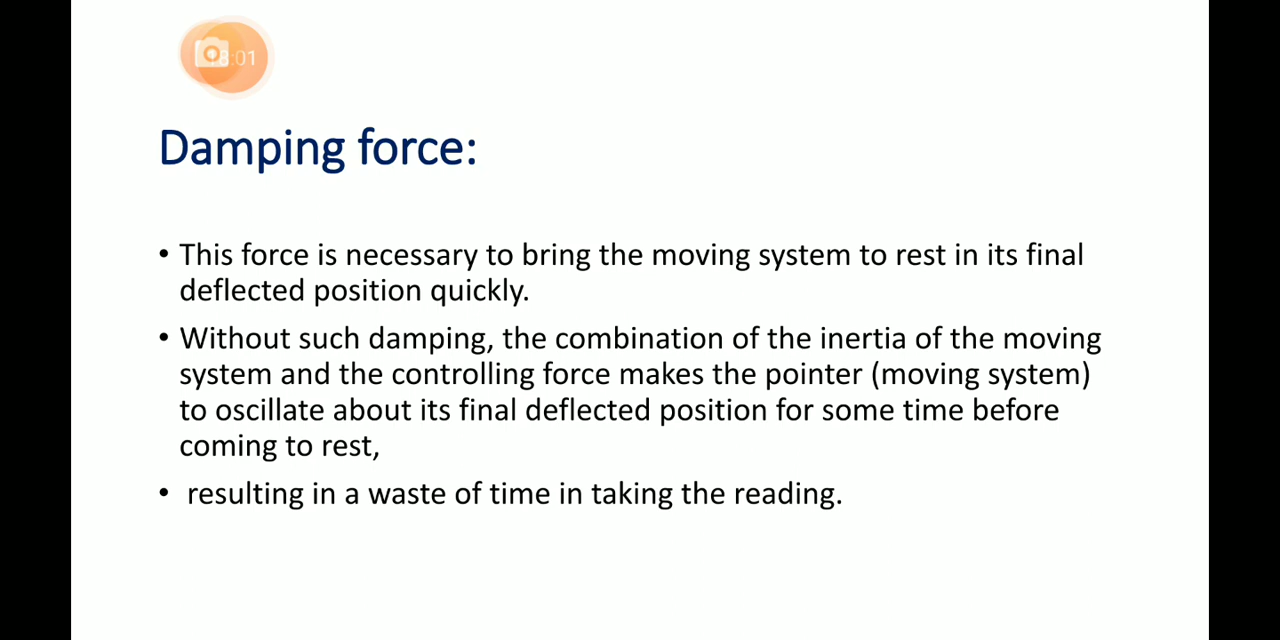 Damping force:
• This force is necessary to bring the moving system to rest in its final
deflected position quickly.
• Without such damping, the combination of the inertia of the moving
system and the controlling force makes the pointer (moving system)
to oscillate about its final deflected position for some time before
coming to rest,
• resulting in a waste of time in taking the reading.